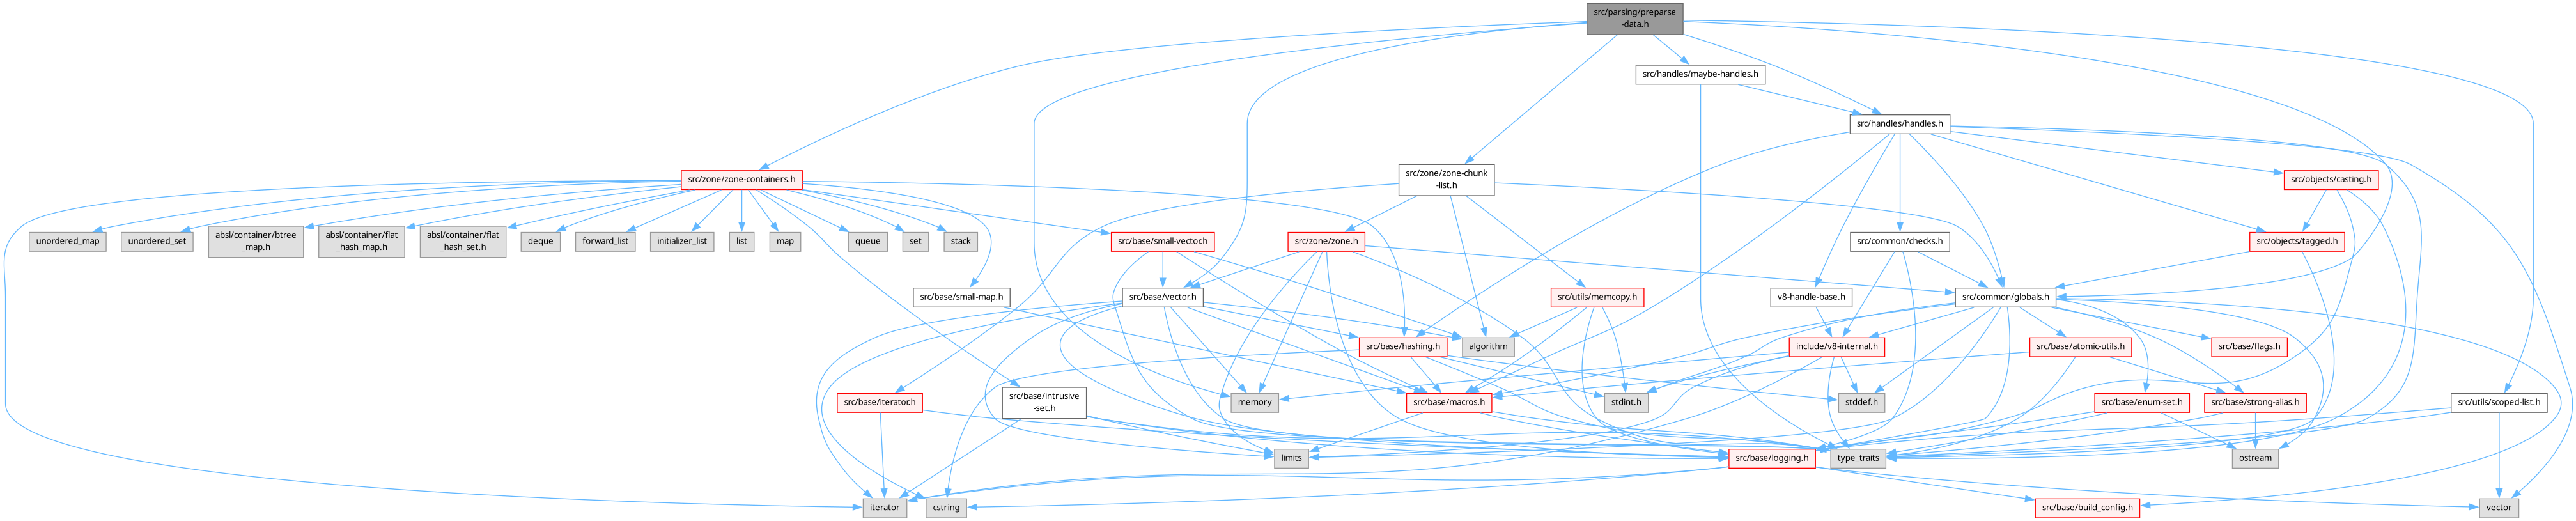 src/parsing/preparse
-data.h
src/handles/maybe-handles.h
src/handles/handles.h
src/zone/zone-containers.h
src/zone/zone-chunk
-list.h
src/objects/casting.h
unordered_map
unordered_set
absl/container/btree
_map.h
absl/container/flat
_hash_map.h
absl/container/flat
_hash_set.h
deque
forward_list
initializer_list
list
map
queue
set
stack
src/base/small-vector.h
src/zone/zone.h
src/common/checks.h
src/objects/tagged.h
src/base/small-map.h
src/base/vector.h
src/utils/memcopy.h
v8-handle-base.h
src/common/globals.h
src/base/hashing.h
algorithm
include/v8-internal.h
src/base/atomic-utils.h
src/base/flags.h
src/base/iterator.h
src/base/intrusive
-set.h
memory
src/base/macros.h
stdint.h
stddef.h
src/base/enum-set.h
src/base/strong-alias.h
src/utils/scoped-list.h
limits
src/base/logging.h
type_traits
ostream
iterator
cstring
src/base/build_config.h
vector